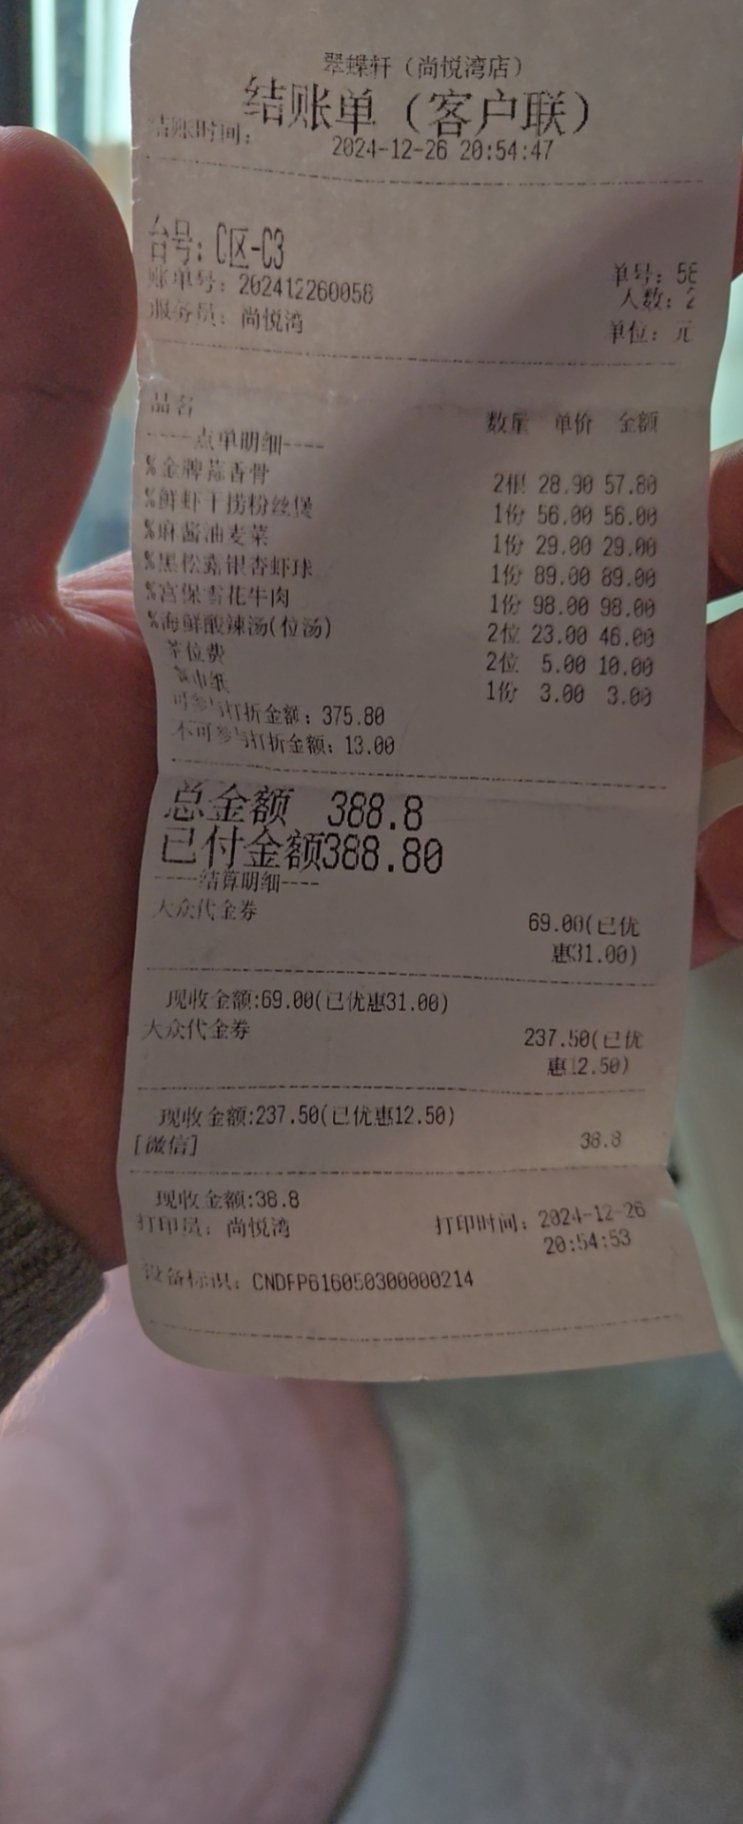 翠蝶轩（尚悦湾店）
结账单（客户联）
结账时间： 2024-12-26 20:54:47
台号：C区-C3
账单号：202412260058 单号：58
服务员：尚悦湾 人数：2
单位：元
品名 数量 单价 金额
-----点单明细----
%金牌蒜香骨 2根 28.90 57.80
%鲜虾干捞粉丝煲 1份 56.00 56.00
%麻酱油麦菜 1份 29.00 29.00
%黑松露银杏虾球 1份 89.00 89.00
%宫保雪花牛肉 1份 98.00 98.00
%海鲜酸辣汤(位汤) 2位 23.00 46.00
茶位费 2位 5.00 10.00
巾纸 1份 3.00 3.00
可参与打折金额：375.80
不可参与打折金额：13.00
总金额 388.8
已付金额388.80
-----结算明细----
大众代金券 69.00(已优
惠31.00)
现收金额:69.00(已优惠31.00)
大众代金券 237.50(已优
惠12.50)
现收金额:237.50(已优惠12.50)
[微信] 38.8
现收金额:38.8
打印员：尚悦湾 打印时间：2024-12-26
20:54:53
设备标识：CNDFP616050300000214